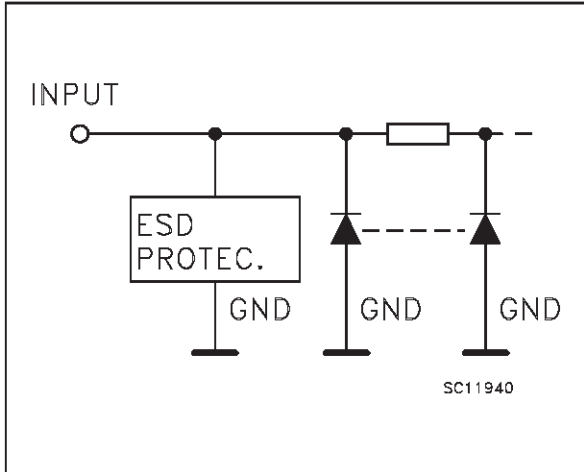 INPUT
ESD
PROTEC.
GND
GND
GND
SC11940